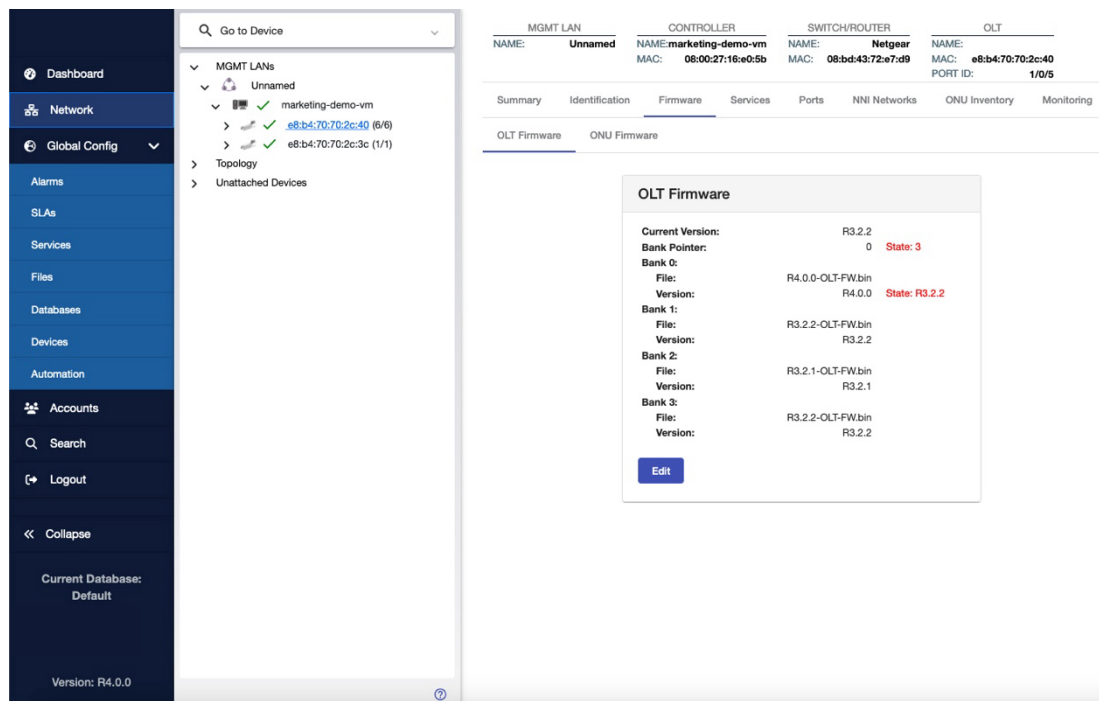 Dashboard
Network
Global Config
Alarms
SLAs
Services
Files
Databases
Devices
Automation
Accounts
Search
Logout
Collapse
Current Database:
Default
Version: R4.0.0
Go to Device
MGMT LANs
Unnamed
marketing-demo-vm
e8:b4:70:70:2c:40 (6/6)
e8:b4:70:70:2c:3c (1/1)
Topology
Unattached Devices
MGMT LAN
NAME: Unnamed
CONTROLLER
NAME:marketing-demo-vm
MAC: 08:00:27:16:e0:5b
SWITCH/ROUTER
NAME: Netgear
MAC: 08:bd:43:72:e7:d9
OLT
NAME:
MAC: e8:b4:70:70:2c:40
PORT ID: 1/0/5
Summary Identification Firmware Services Ports NNI Networks ONU Inventory Monitoring
OLT Firmware ONU Firmware
OLT Firmware
Current Version: R3.2.2
Bank Pointer: 0 State: 3
Bank 0:
File: R4.0.0-OLT-FW.bin
Version: R4.0.0 State: R3.2.2
Bank 1:
File: R3.2.2-OLT-FW.bin
Version: R3.2.2
Bank 2:
File: R3.2.1-OLT-FW.bin
Version: R3.2.1
Bank 3:
File: R3.2.2-OLT-FW.bin
Version: R3.2.2
Edit